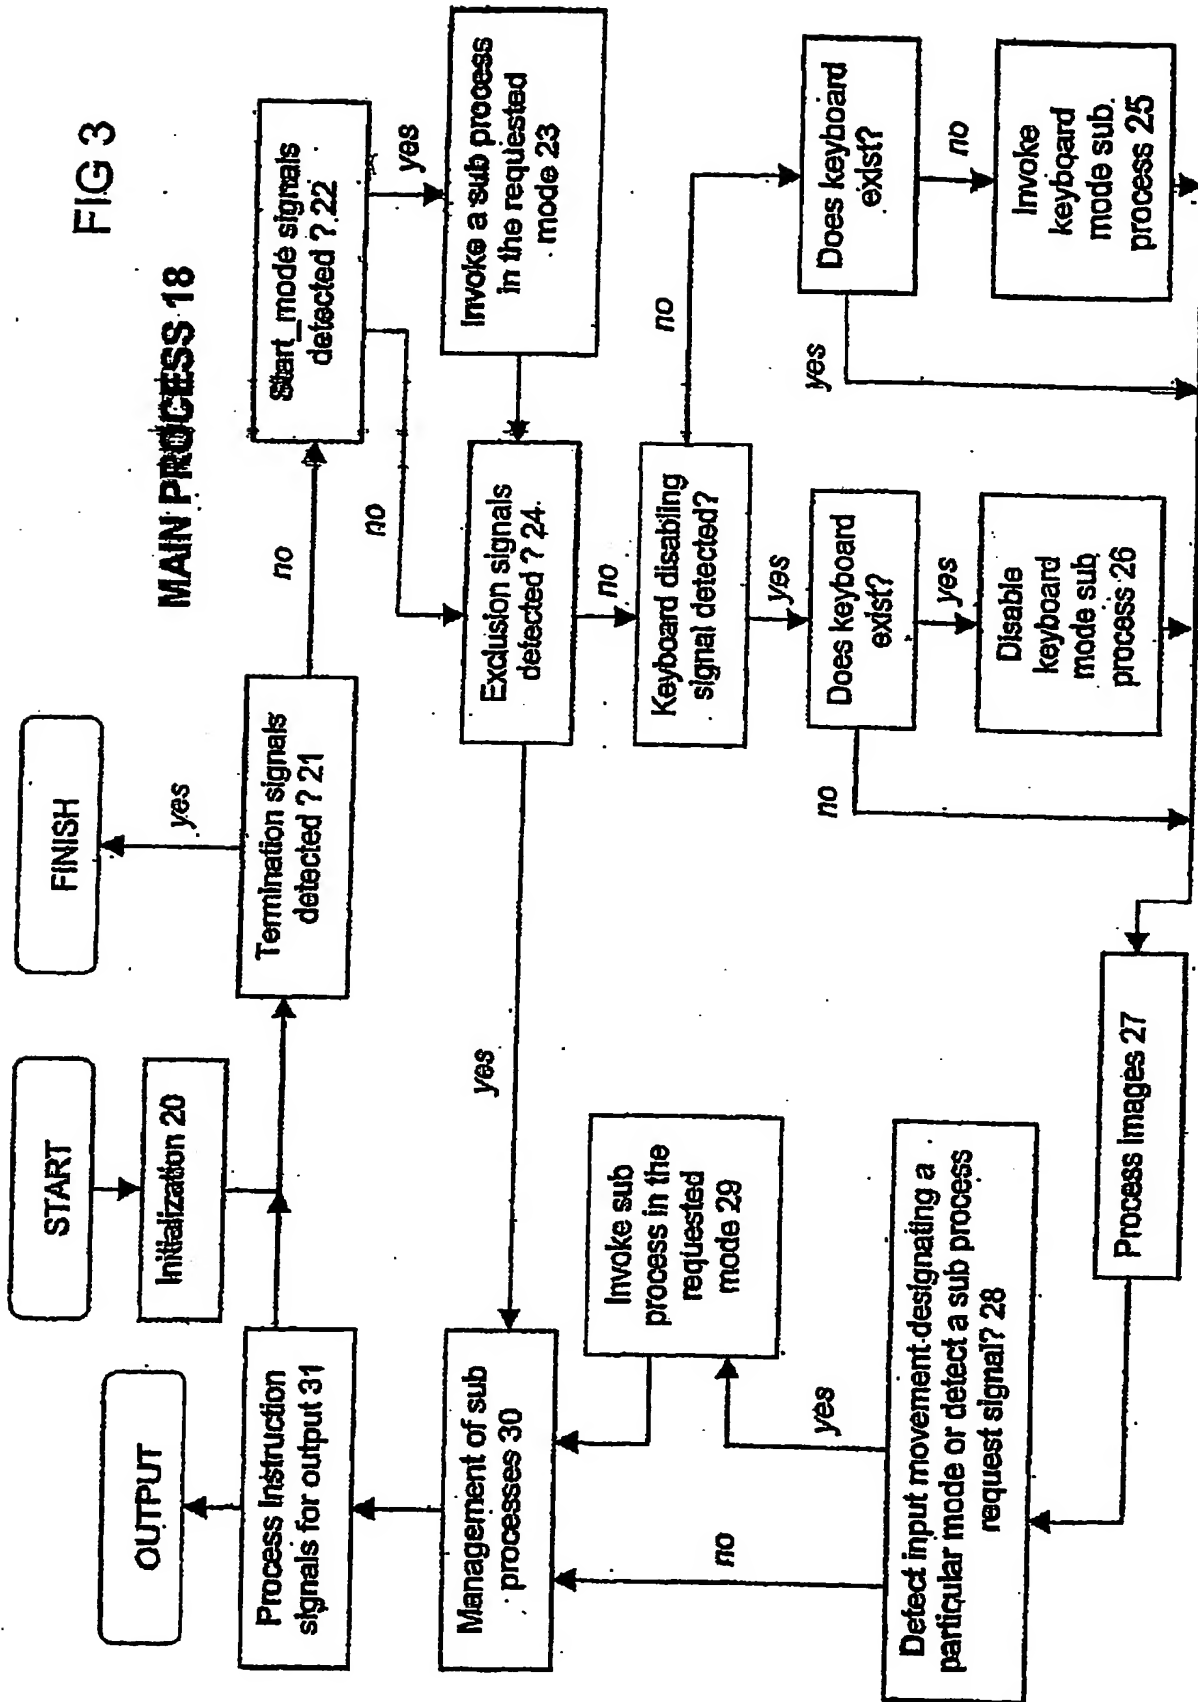 FIG 3
MAIN PROCESS 18
OUTPUT
START
FINISH
Process Instruction
signals for output 31
Initialization 20
Termination signals
detected ? 21
yes
no
Start_mode signals
detected ? 22
yes
no
Invoke a sub process
in the requested
mode 23
Management of sub
processes 30
yes
Exclusion signals
detected ? 24
no
Keyboard disabling
signal detected?
no
yes
Does keyboard
exist?
no
yes
Disable
keyboard
mode sub
process 26
Does keyboard
exist?
yes
no
Invoke
keyboard
mode sub.
process 25
Invoke sub
process in the
requested
mode 29
no
yes
Detect input movement designating a
particular mode or detect a sub process
request signal? 28
Process Images 27